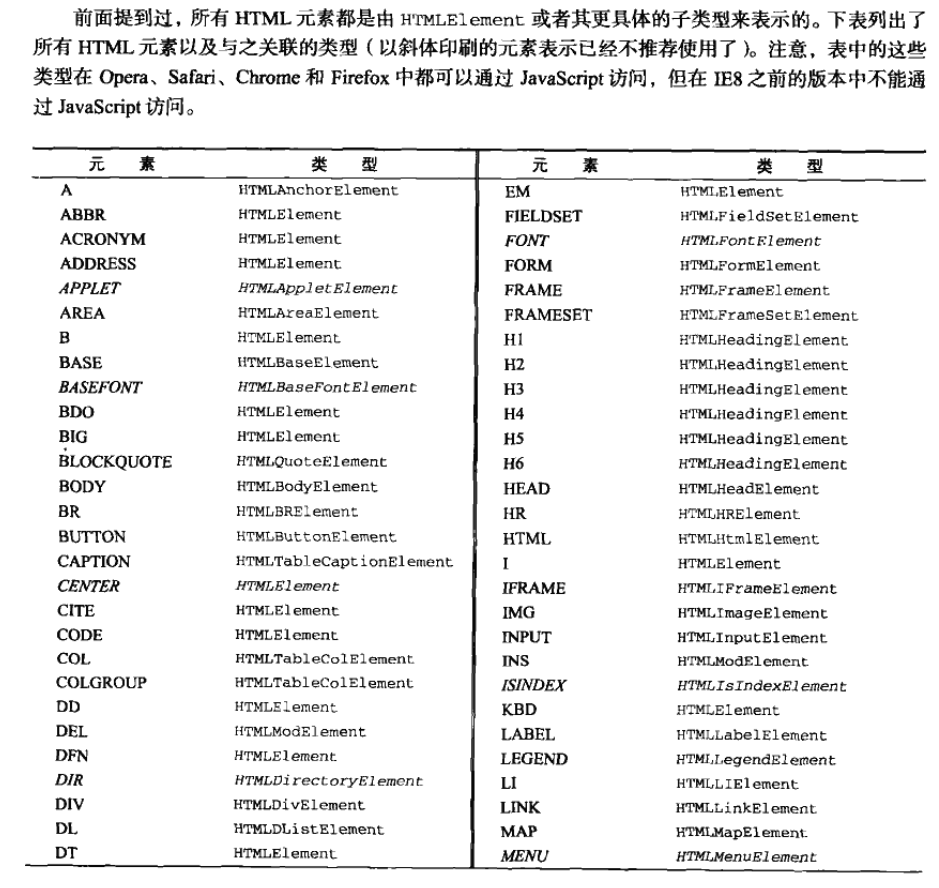 前面提到过，所有 HTML 元素都是由 HTMLElement 或者其更具体的子类型来表示的。下表列出了
所有 HTML 元素以及与之关联的类型（以斜体印刷的元素表示已经不推荐使用了）。注意，表中的这些
类型在 Opera、Safari、Chrome 和 Firefox 中都可以通过 JavaScript 访问，但在 IE8 之前的版本中不能通
过 JavaScript 访问。
元 素 类 型 元 素 类 型
A HTMLAnchorElement EM HTMLElement
ABBR HTMLElement FIELDSET HTMLFieldSetElement
ACRONYM HTMLElement FONT HTMLFontElement
ADDRESS HTMLElement FORM HTMLFormElement
APPLET HTMLAppletElement FRAME HTMLFrameElement
AREA HTMLAreaElement FRAMESET HTMLFrameSetElement
B HTMLElement H1 HTMLHeadingElement
BASE HTMLBaseElement H2 HTMLHeadingElement
BASEFONT HTMLBaseFontElement H3 HTMLHeadingElement
BDO HTMLElement H4 HTMLHeadingElement
BIG HTMLElement H5 HTMLHeadingElement
BLOCKQUOTE HTMLQuoteElement H6 HTMLHeadingElement
BODY HTMLBodyElement HEAD HTMLHeadElement
BR HTMLBRElement HR HTMLHRElement
BUTTON HTMLButtonElement HTML HTMLHtmlElement
CAPTION HTMLTableCaptionElement I HTMLElement
CENTER HTMLElement IFRAME HTMLIFrameElement
CITE HTMLElement IMG HTMLImageElement
CODE HTMLElement INPUT HTMLInputElement
COL HTMLTableColElement INS HTMLModElement
COLGROUP HTMLTableColElement ISINDEX HTMLIsIndexElement
DD HTMLElement KBD HTMLElement
DEL HTMLModElement LABEL HTMLLabelElement
DFN HTMLElement LEGEND HTMLLegendElement
DIR HTMLDirectoryElement LI HTMLLIElement
DIV HTMLDivElement LINK HTMLLinkElement
DL HTMLDListElement MAP HTMLMapElement
DT HTMLElement MENU HTMLMenuElement